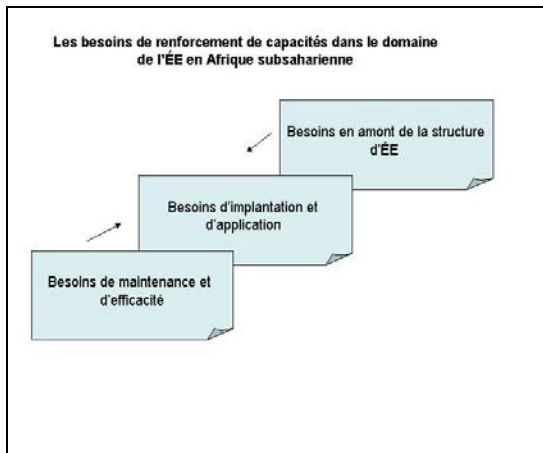 Les besoins de renforcement de capacités dans le domaine
de l'ÉE en Afrique subsaharienne
Besoins en amont de la structure
d'ÉE
Besoins d'implantation et
d'application
Besoins de maintenance et
d'efficacité